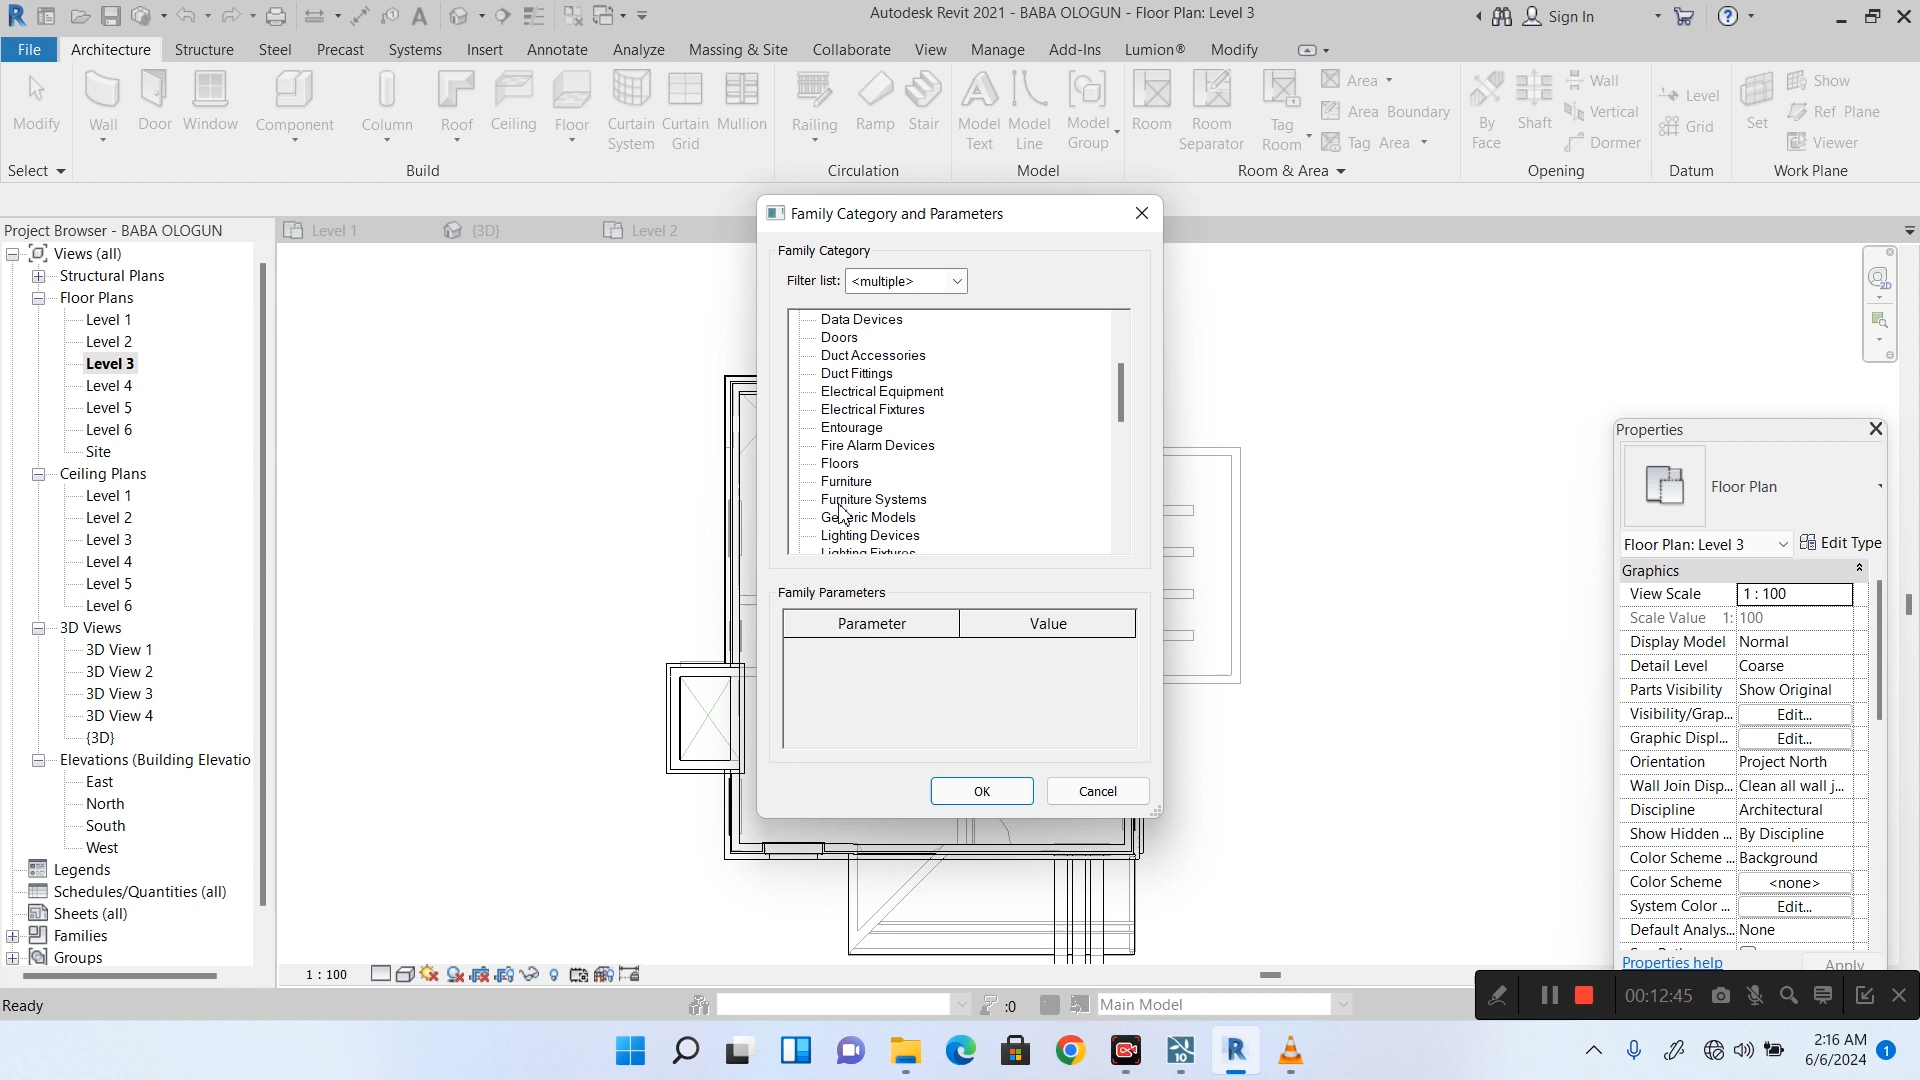 Autodesk Revit 2021 - BABA OLOGUN - Floor Plan: Level 3
Sign In
File Architecture Structure Steel Precast Systems Insert Annotate Analyze Massing & Site Collaborate View Manage Add-Ins Lumion® Modify
Modify
Wall
Door
Window
Component
Column
Roof
Ceiling
Floor
Curtain System
Curtain Grid
Mullion
Railing
Ramp
Stair
Model Text
Model Line
Model Group
Room
Room Separator
Tag Room
Area
Area Boundary
Tag Area
By Face
Shaft
Wall
Vertical
Dormer
Level
Grid
Set
Show
Ref Plane
Viewer
Select
Build
Circulation
Model
Room & Area
Opening
Datum
Work Plane
Project Browser - BABA OLOGUN
Level 1
{3D}
Level 2
Views (all)
Structural Plans
Floor Plans
Level 1
Level 2
Level 3
Level 4
Level 5
Level 6
Site
Ceiling Plans
Level 1
Level 2
Level 3
Level 4
Level 5
Level 6
3D Views
3D View 1
3D View 2
3D View 3
3D View 4
{3D}
Elevations (Building Elevatio
East
North
South
West
Legends
Schedules/Quantities (all)
Sheets (all)
Families
Groups
Family Category and Parameters
Family Category
Filter list: <multiple>
Data Devices
Doors
Duct Accessories
Duct Fittings
Electrical Equipment
Electrical Fixtures
Entourage
Fire Alarm Devices
Floors
Furniture
Furniture Systems
Generic Models
Lighting Devices
Lighting Fixtures
Family Parameters
Parameter Value
OK Cancel
2D
Properties
Floor Plan
Floor Plan: Level 3
Edit Type
Graphics
View Scale 1 : 100
Scale Value 1: 100
Display Model Normal
Detail Level Coarse
Parts Visibility Show Original
Visibility/Grap... Edit...
Graphic Displ... Edit...
Orientation Project North
Wall Join Disp... Clean all wall j...
Discipline Architectural
Show Hidden ... By Discipline
Color Scheme ... Background
Color Scheme <none>
System Color ... Edit...
Default Analys... None
Properties help
Apply
1 : 100
Ready
:0
Main Model
00:12:45
10
2:16 AM
6/6/2024
1